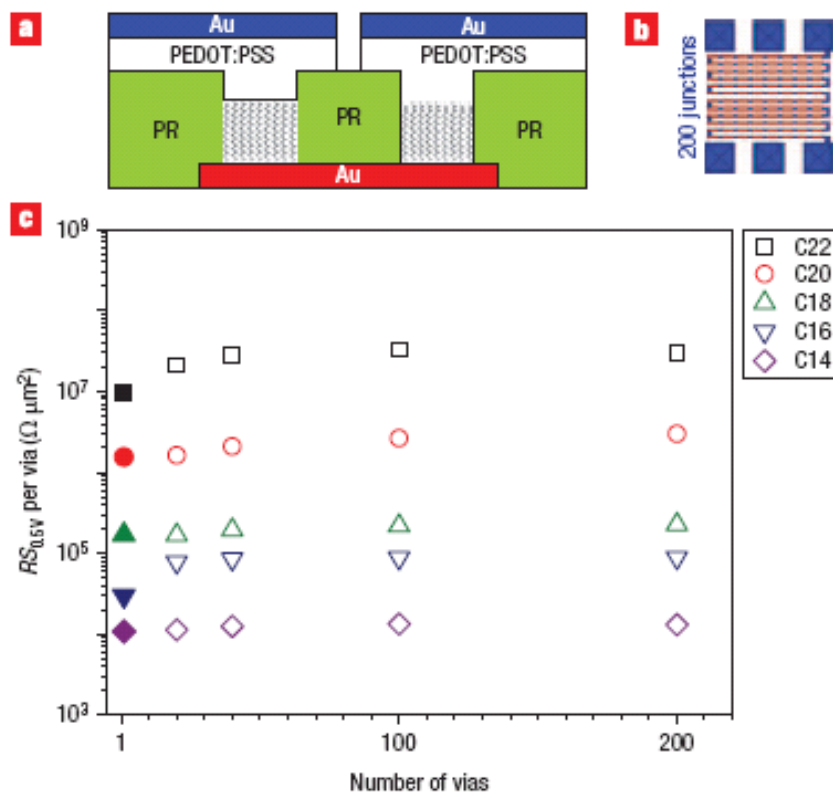 a
Au Au
PEDOT:PSS PEDOT:PSS
PR PR PR
Au
b
200 junctions
c
RS0.5V per via (Ω μm²)
10⁹
10⁷
10⁵
10³
1 100 200
Number of vias
C22
C20
C18
C16
C14